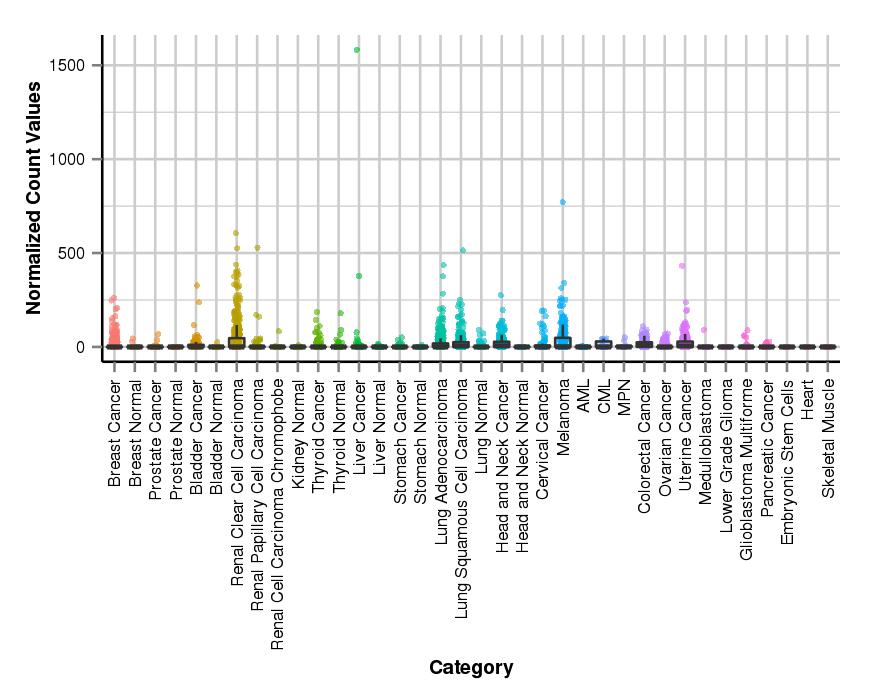 Normalized Count Values
1500
1000
500
0
Breast Cancer
Breast Normal
Prostate Cancer
Prostate Normal
Bladder Cancer
Bladder Normal
Renal Clear Cell Carcinoma
Renal Papillary Cell Carcinoma
Renal Cell Carcinoma Chromophobe
Kidney Normal
Thyroid Cancer
Thyroid Normal
Liver Cancer
Liver Normal
Stomach Cancer
Stomach Normal
Lung Adenocarcinoma
Lung Squamous Cell Carcinoma
Lung Normal
Head and Neck Cancer
Head and Neck Normal
Cervical Cancer
Melanoma
AML
CML
MPN
Colorectal Cancer
Ovarian Cancer
Uterine Cancer
Medulloblastoma
Lower Grade Glioma
Glioblastoma Multiforme
Pancreatic Cancer
Embryonic Stem Cells
Heart
Skeletal Muscle
Category